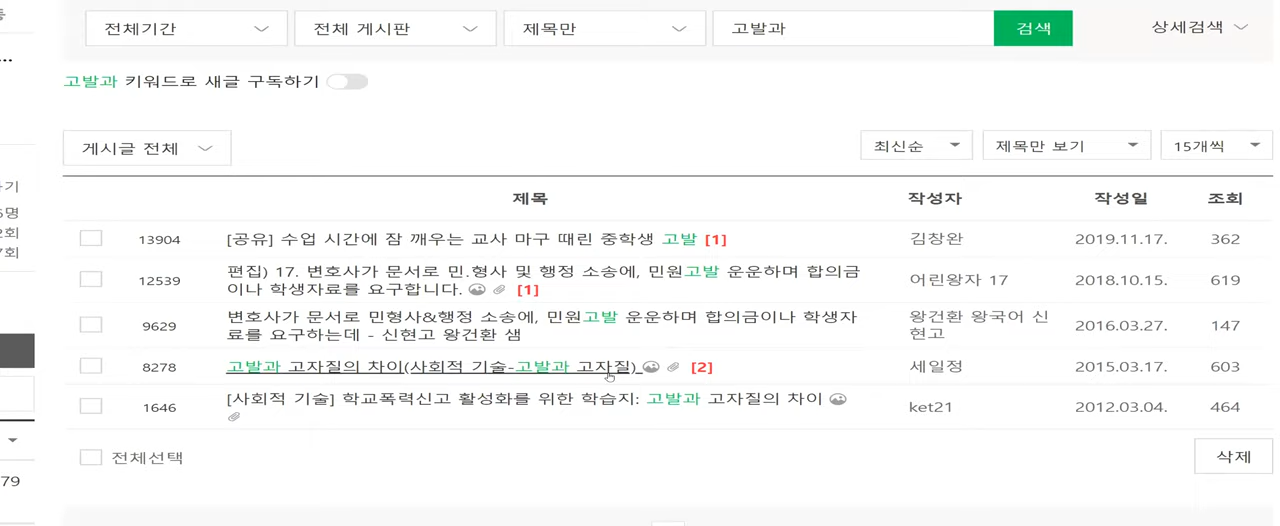 전체기간 전체 게시판 제목만 고발과 검색 상세검색
고발과 키워드로 새글 구독하기
게시글 전체 최신순 제목만 보기 15개씩
제목 작성자 작성일 조회
13904 [공유] 수업 시간에 잠 깨우는 교사 마구 때린 중학생 고발 [1] 김창완 2019.11.17. 362
12539 편집) 17. 변호사가 문서로 민.형사 및 행정 소송에, 민원고발 운운하며 합의금
이나 학생자료를 요구합니다. [1] 어린왕자 17 2018.10.15. 619
9629 변호사가 문서로 민형사&행정 소송에, 민원고발 운운하며 합의금이나 학생자
료를 요구하는데 - 신현고 왕건환 샘 왕건환 왕국어 신
현고 2016.03.27. 147
8278 고발과 고자질의 차이(사회적 기술-고발과 고자질) [2] 세일정 2015.03.17. 603
1646 [사회적 기술] 학교폭력신고 활성화를 위한 학습지: 고발과 고자질의 차이 ket21 2012.03.04. 464
전체선택 삭제
79